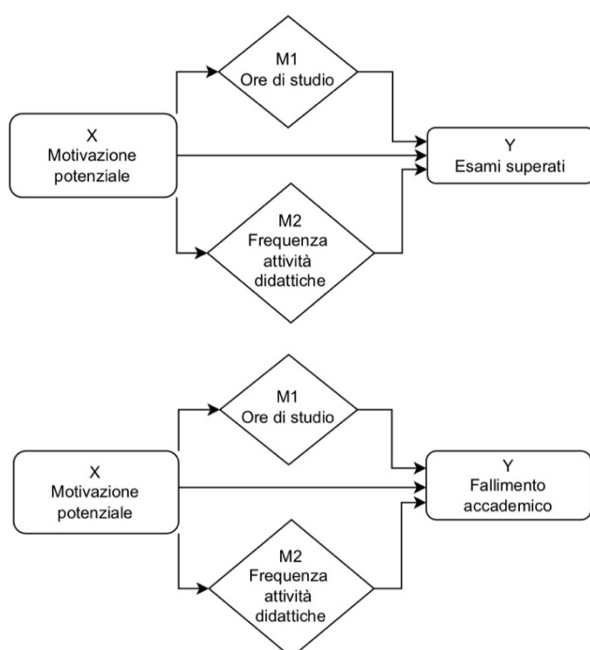 M1
Ore di studio
X
Motivazione
potenziale
Y
Esami superati
M2
Frequenza
attività
didattiche
M1
Ore di studio
X
Motivazione
potenziale
Y
Fallimento
accademico
M2
Frequenza
attività
didattiche